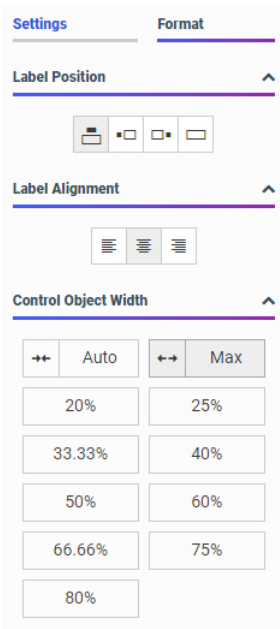 Settings Format
Label Position
Label Alignment
Control Object Width
Auto Max
20% 25%
33.33% 40%
50% 60%
66.66% 75%
80%